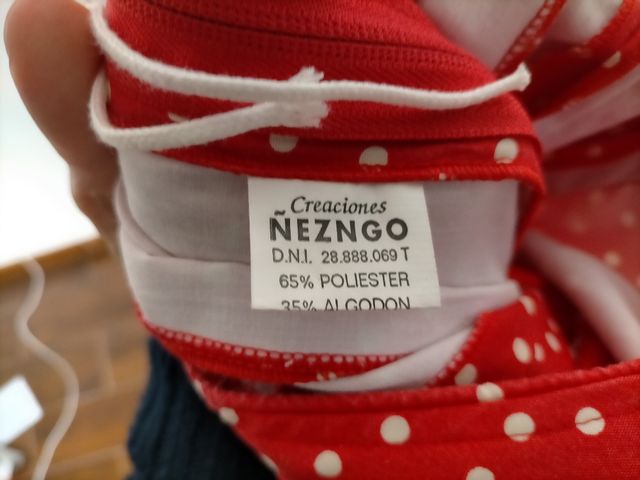 Creaciones
ÑEZNGO
D.N.I. 28.888.069 T
65% POLIESTER
35% ALGODON